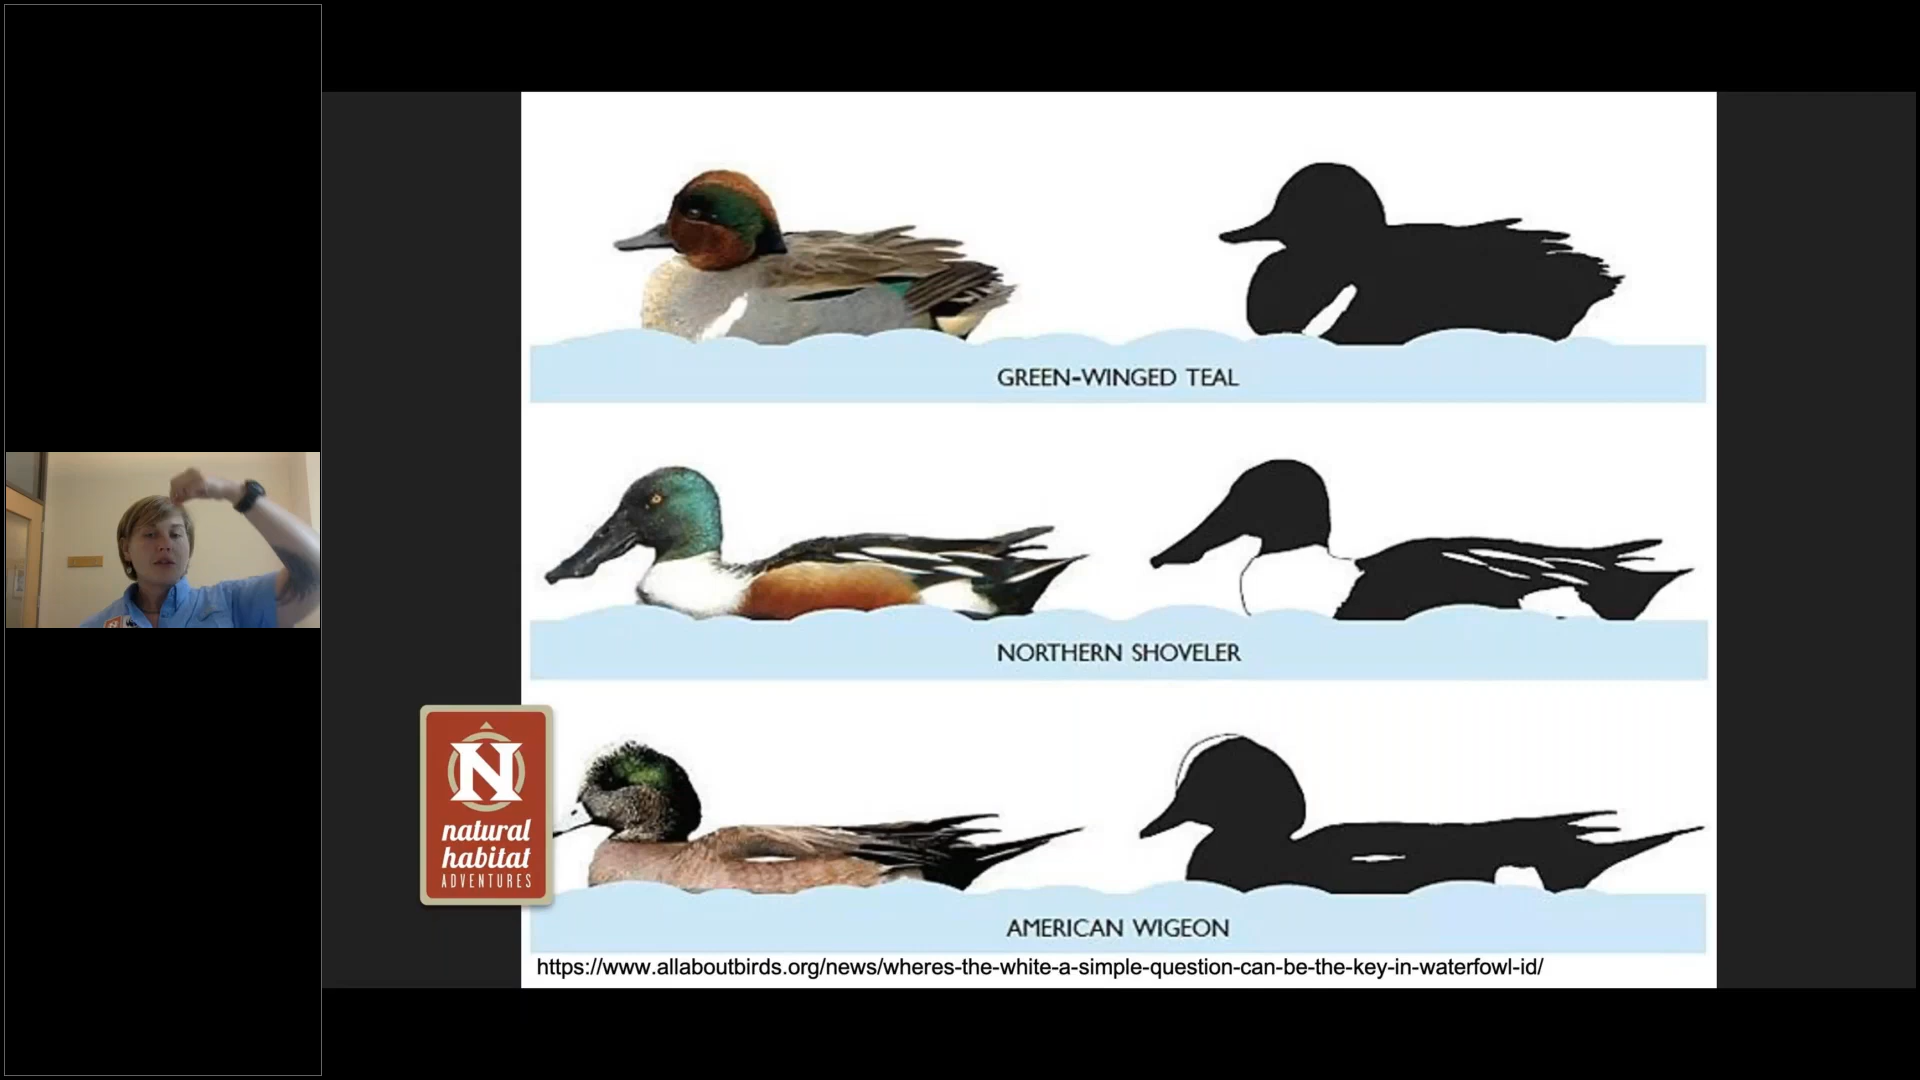 GREEN-WINGED TEAL
NORTHERN SHOVELER
N
natural
habitat
ADVENTURES
AMERICAN WIGEON
https://www.allaboutbirds.org/news/wheres-the-white-a-simple-question-can-be-the-key-in-waterfowl-id/